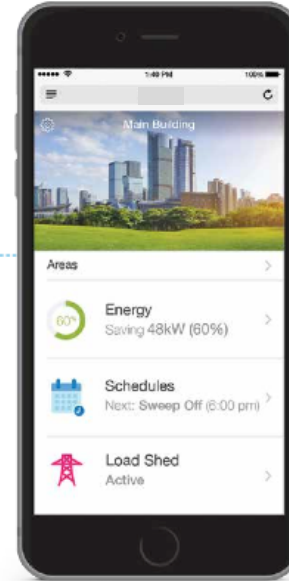 1:49 PM 100%
Main Building
Areas
60%
Energy
Saving 48kW (60%)
Schedules
Next: Sweep Off (6:00 pm)
Load Shed
Active